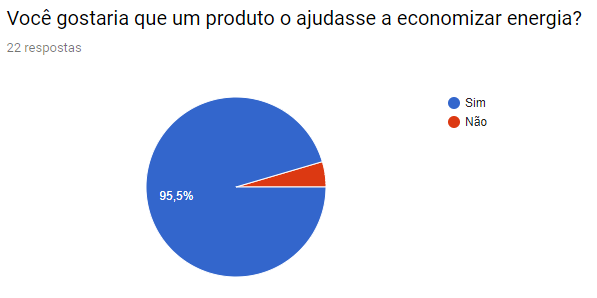 Você gostaria que um produto o ajudasse a economizar energia?
22 respostas
Sim
Não
95,5%